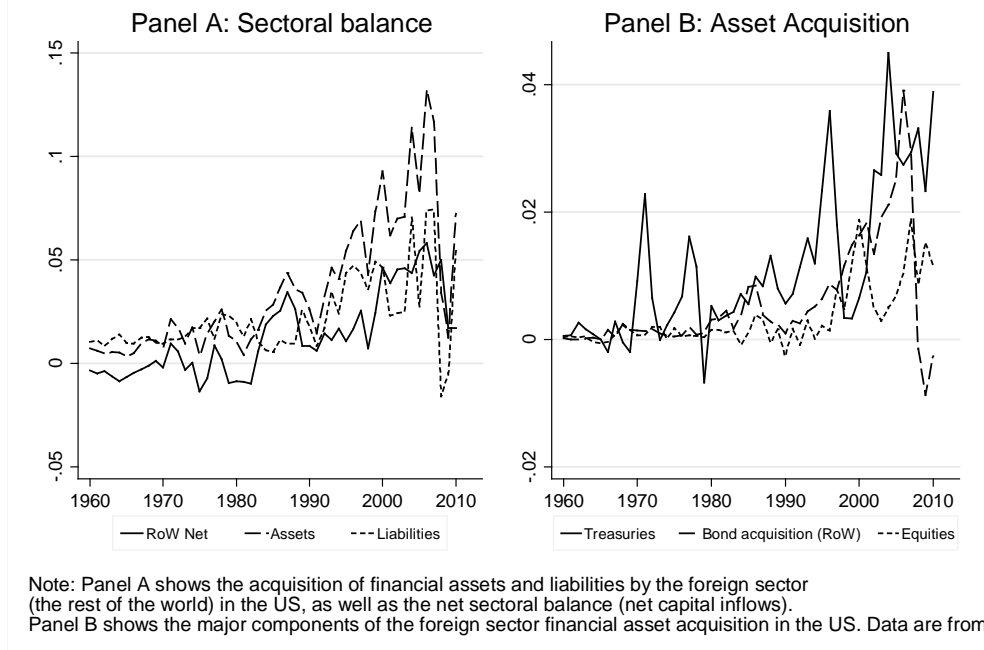 Panel A: Sectoral balance
.15
.1
.05
0
-.05
1960 1970 1980 1990 2000 2010
RoW Net Assets Liabilities
Panel B: Asset Acquisition
.04
.02
0
-.02
1960 1970 1980 1990 2000 2010
Treasuries Bond acquisition (RoW) Equities
Note: Panel A shows the acquisition of financial assets and liabilities by the foreign sector
(the rest of the world) in the US, as well as the net sectoral balance (net capital inflows).
Panel B shows the major components of the foreign sector financial asset acquisition in the US. Data are from